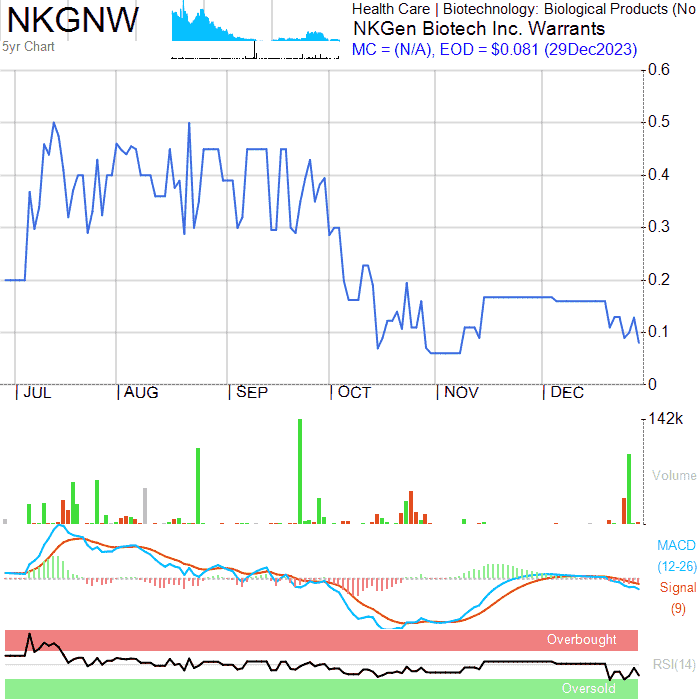 NKGNW
5yr Chart
Health Care | Biotechnology: Biological Products (No
NKGen Biotech Inc. Warrants
MC = (N/A), EOD = $0.081 (29Dec2023)
0.6
0.5
0.4
0.3
0.2
0.1
0
JUL AUG SEP OCT NOV DEC
142k
Volume
MACD
(12-26)
Signal
(9)
Overbought
RSI(14)
Oversold